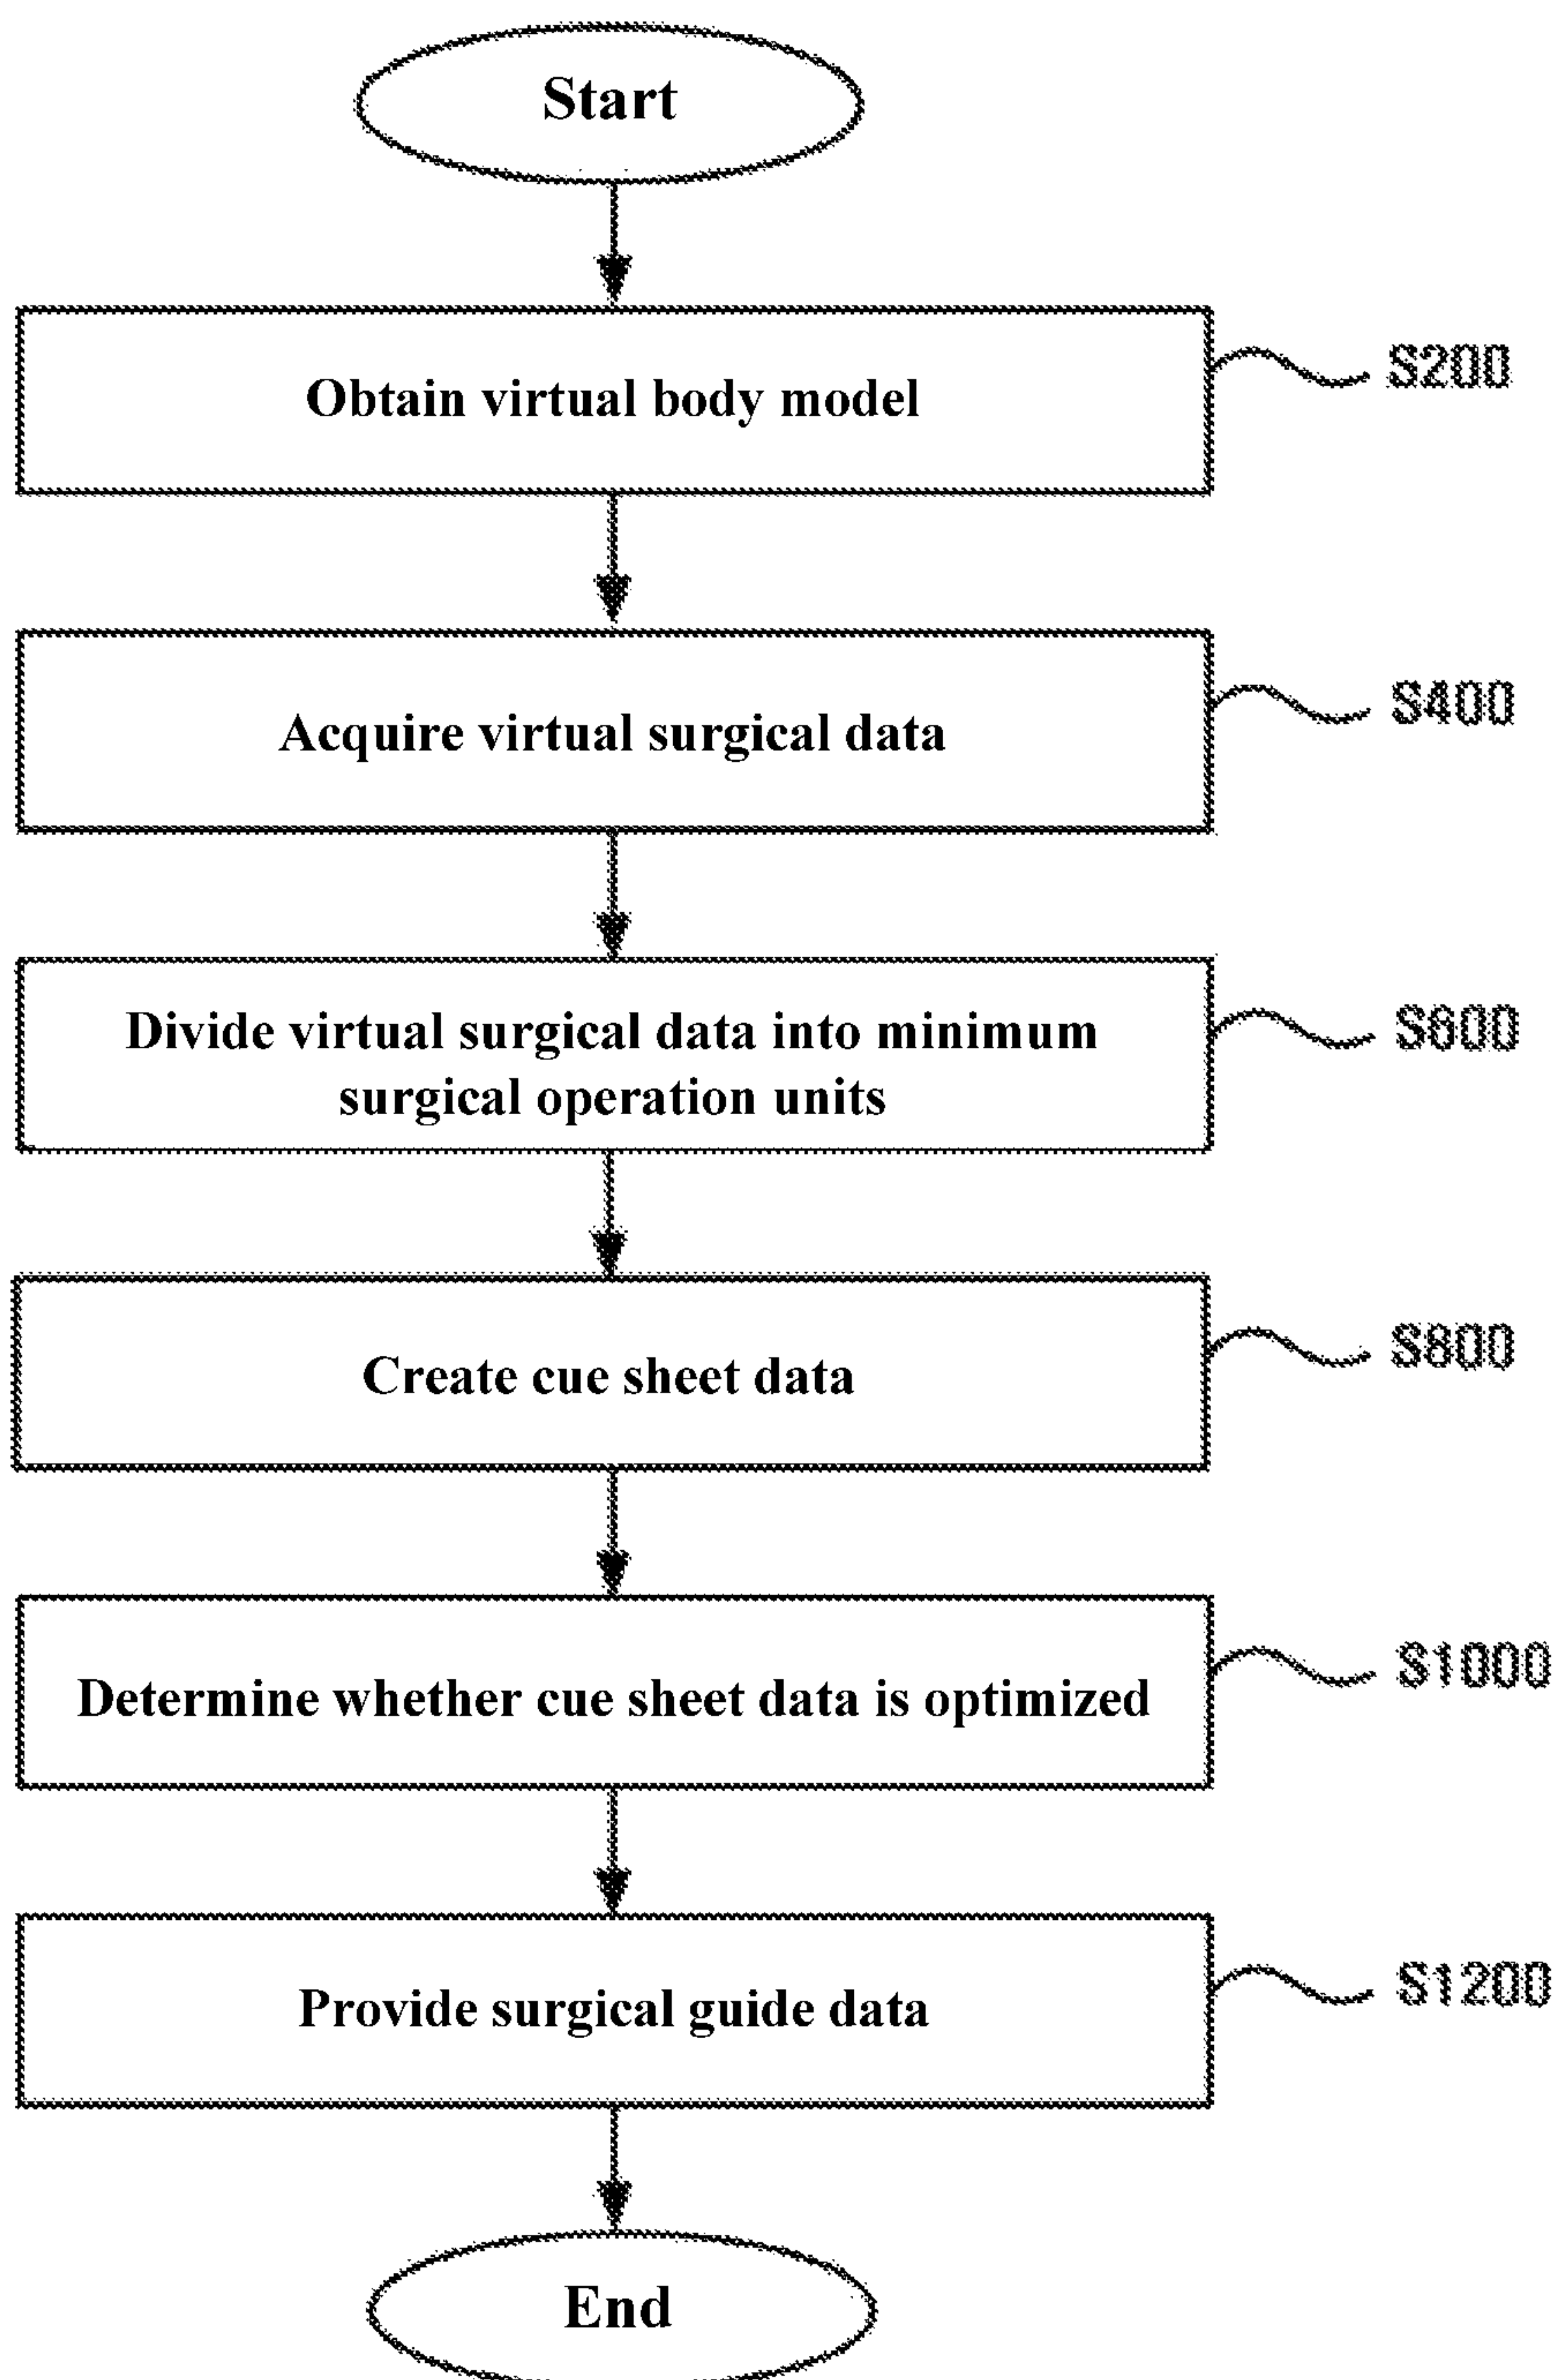 Start
Obtain virtual body model
S200
Acquire virtual surgical data
S400
Divide virtual surgical data into minimum
surgical operation units
S600
Create cue sheet data
S800
Determine whether cue sheet data is optimized
S1000
Provide surgical guide data
S1200
End